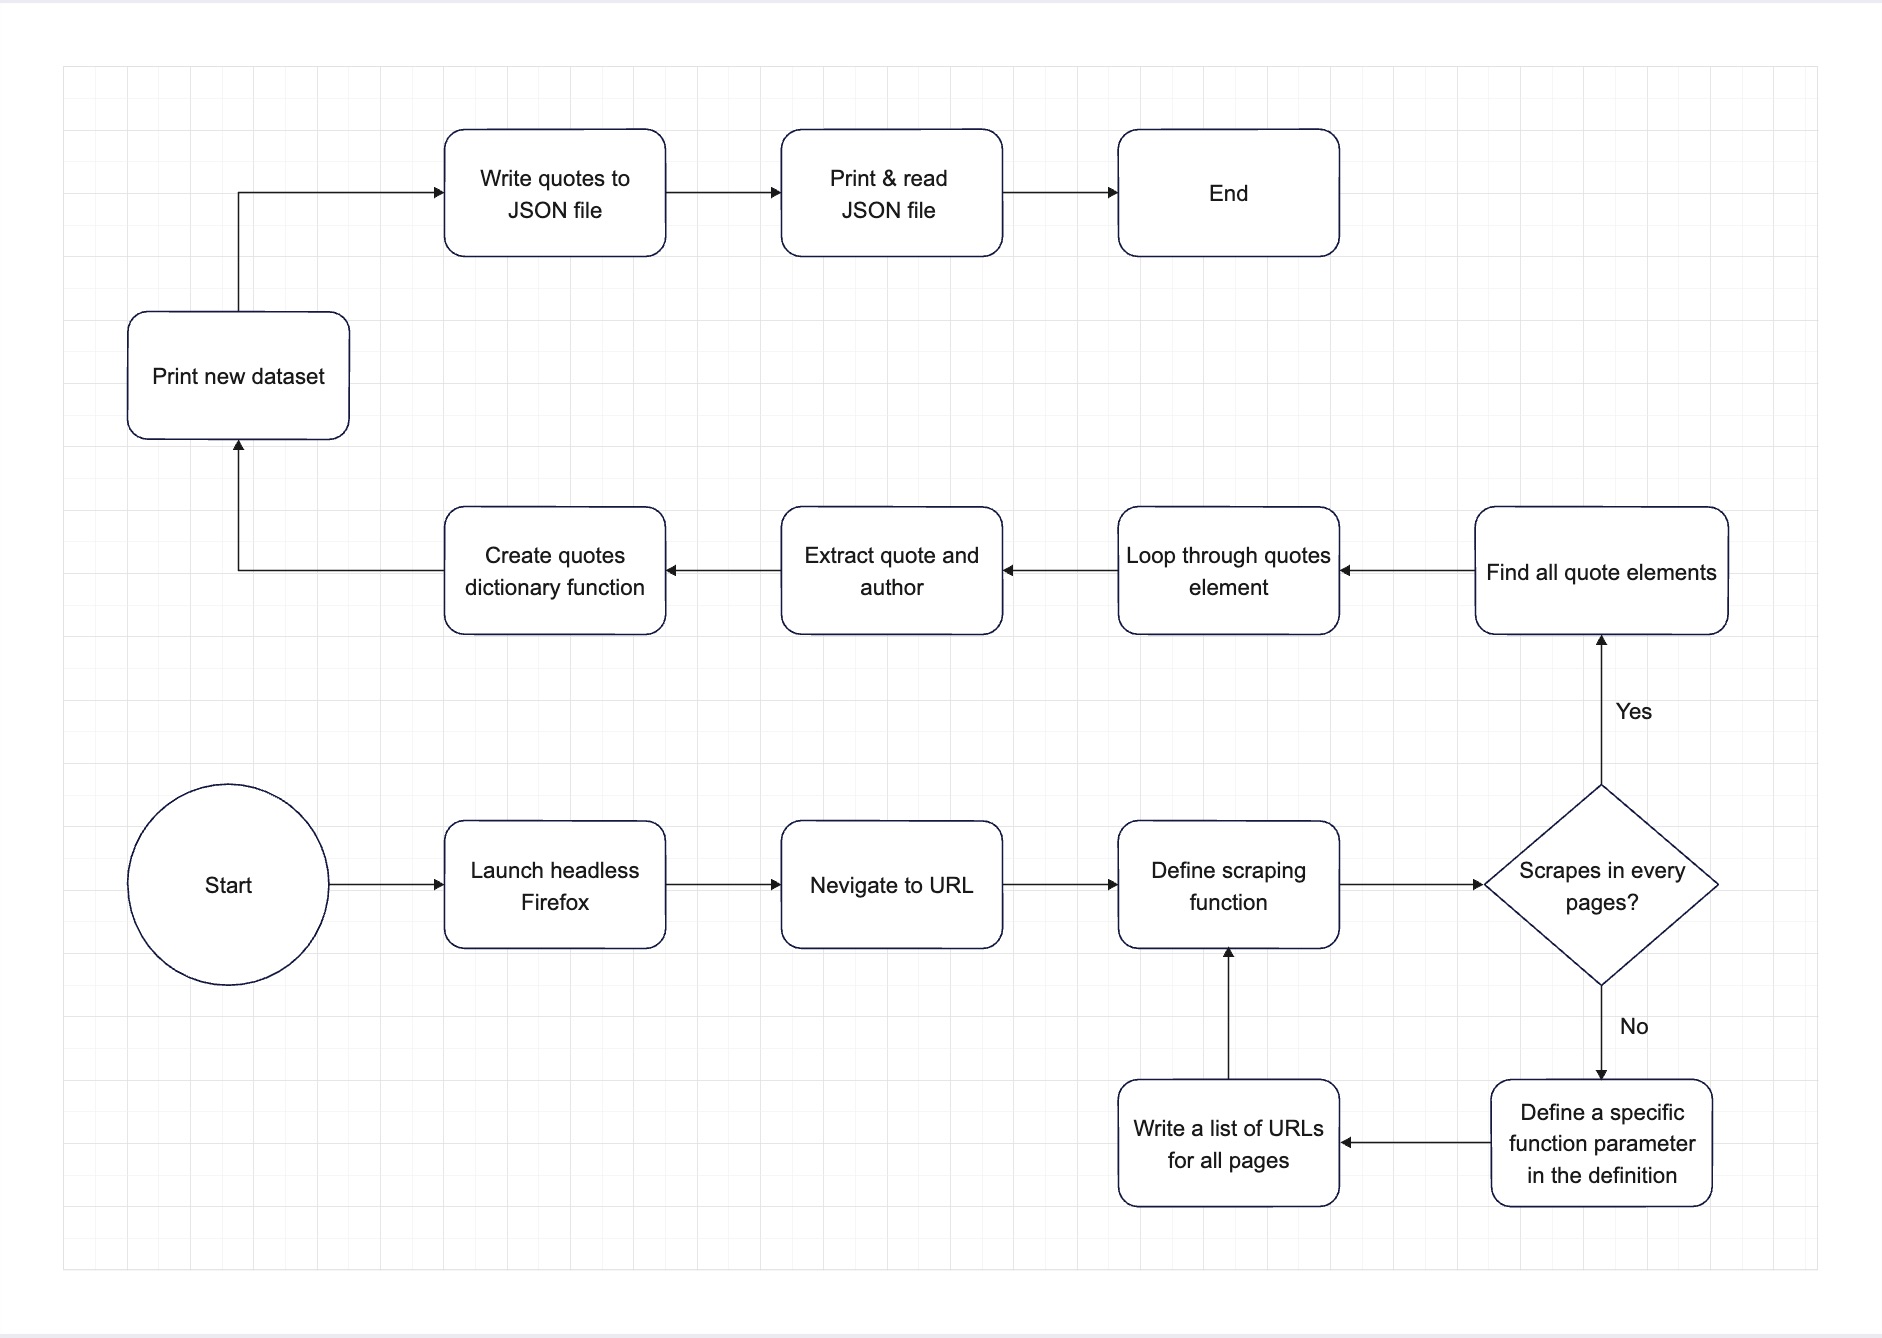 Write quotes to
JSON file
Print & read
JSON file
End
Print new dataset
Create quotes
dictionary function
Extract quote and
author
Loop through quotes
element
Find all quote elements
Yes
Start
Launch headless
Firefox
Nevigate to URL
Define scraping
function
Scrapes in every
pages?
No
Write a list of URLs
for all pages
Define a specific
function parameter
in the definition